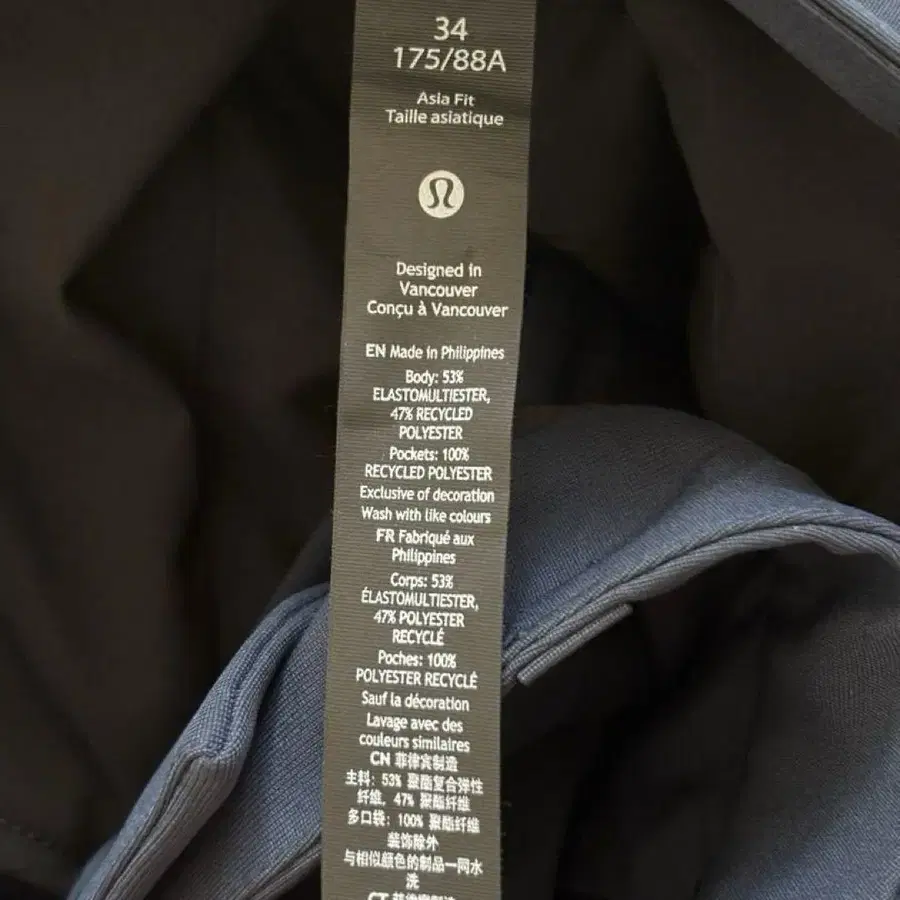 34
175/88A
Asia Fit
Taille asiatique
Designed in
Vancouver
Conçu à Vancouver
EN Made in Philippines
Body: 53%
ELASTOMULTIESTER,
47% RECYCLED
POLYESTER
Pockets: 100%
RECYCLED POLYESTER
Exclusive of decoration
Wash with like colours
FR Fabriqué aux
Philippines
Corps: 53%
ÉLASTOMULTIESTER,
47% POLYESTER
RECYCLÉ
Poches: 100%
POLYESTER RECYCLÉ
Sauf la décoration
Lavage avec des
couleurs similaires
CN 菲律宾制造
主料: 53% 聚酯复合弹性
纤维, 47% 聚酯纤维
多口袋: 100% 聚酯纤维
装饰除外
与相似颜色的制品一同水
洗